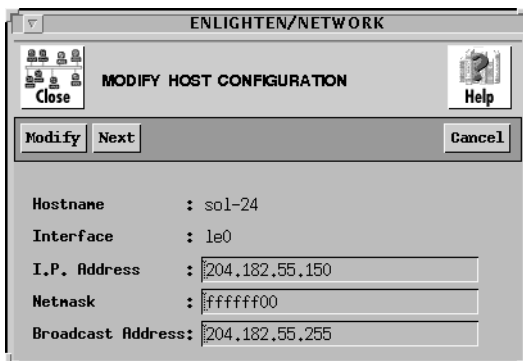 ENLIGHTEN/NETWORK
Close
MODIFY HOST CONFIGURATION
Help
Modify Next Cancel
Hostname : sol-24
Interface : le0
I.P. Address : 204.182.55.150
Netmask : ffffff00
Broadcast Address: 204.182.55.255